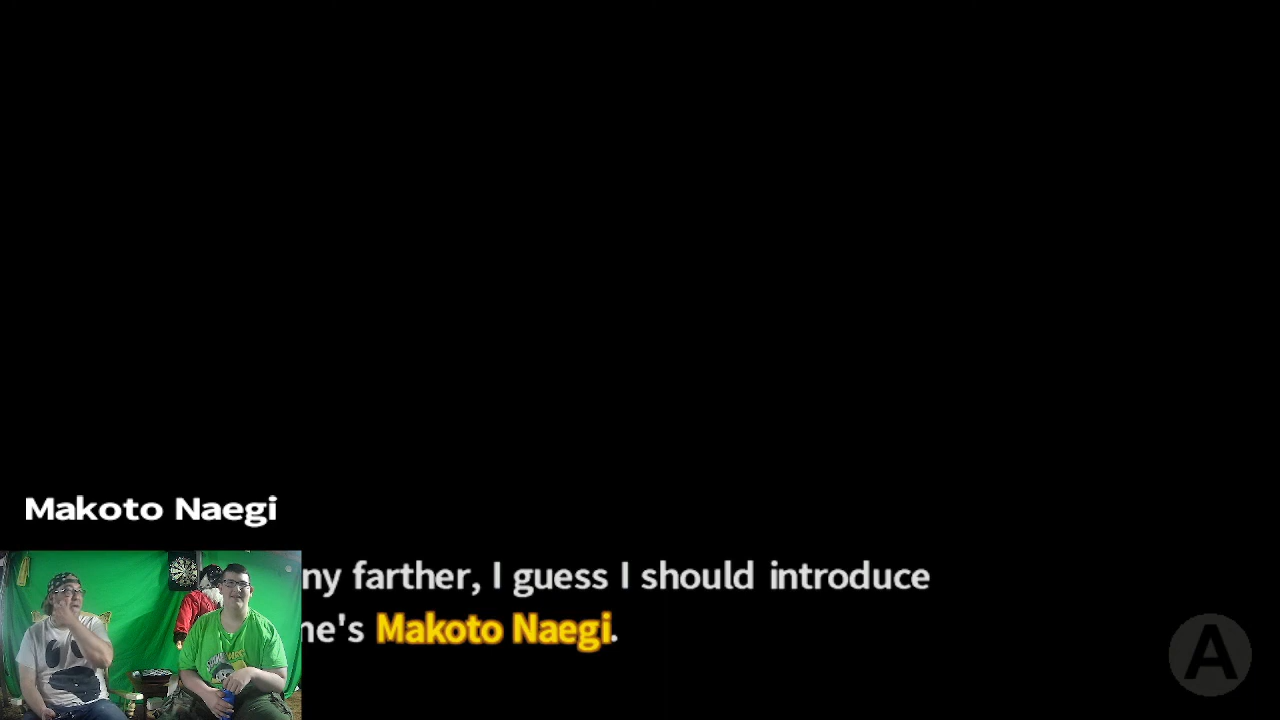 Makoto Naegi
ny farther, I guess I should introduce
ne's Makoto Naegi.
A